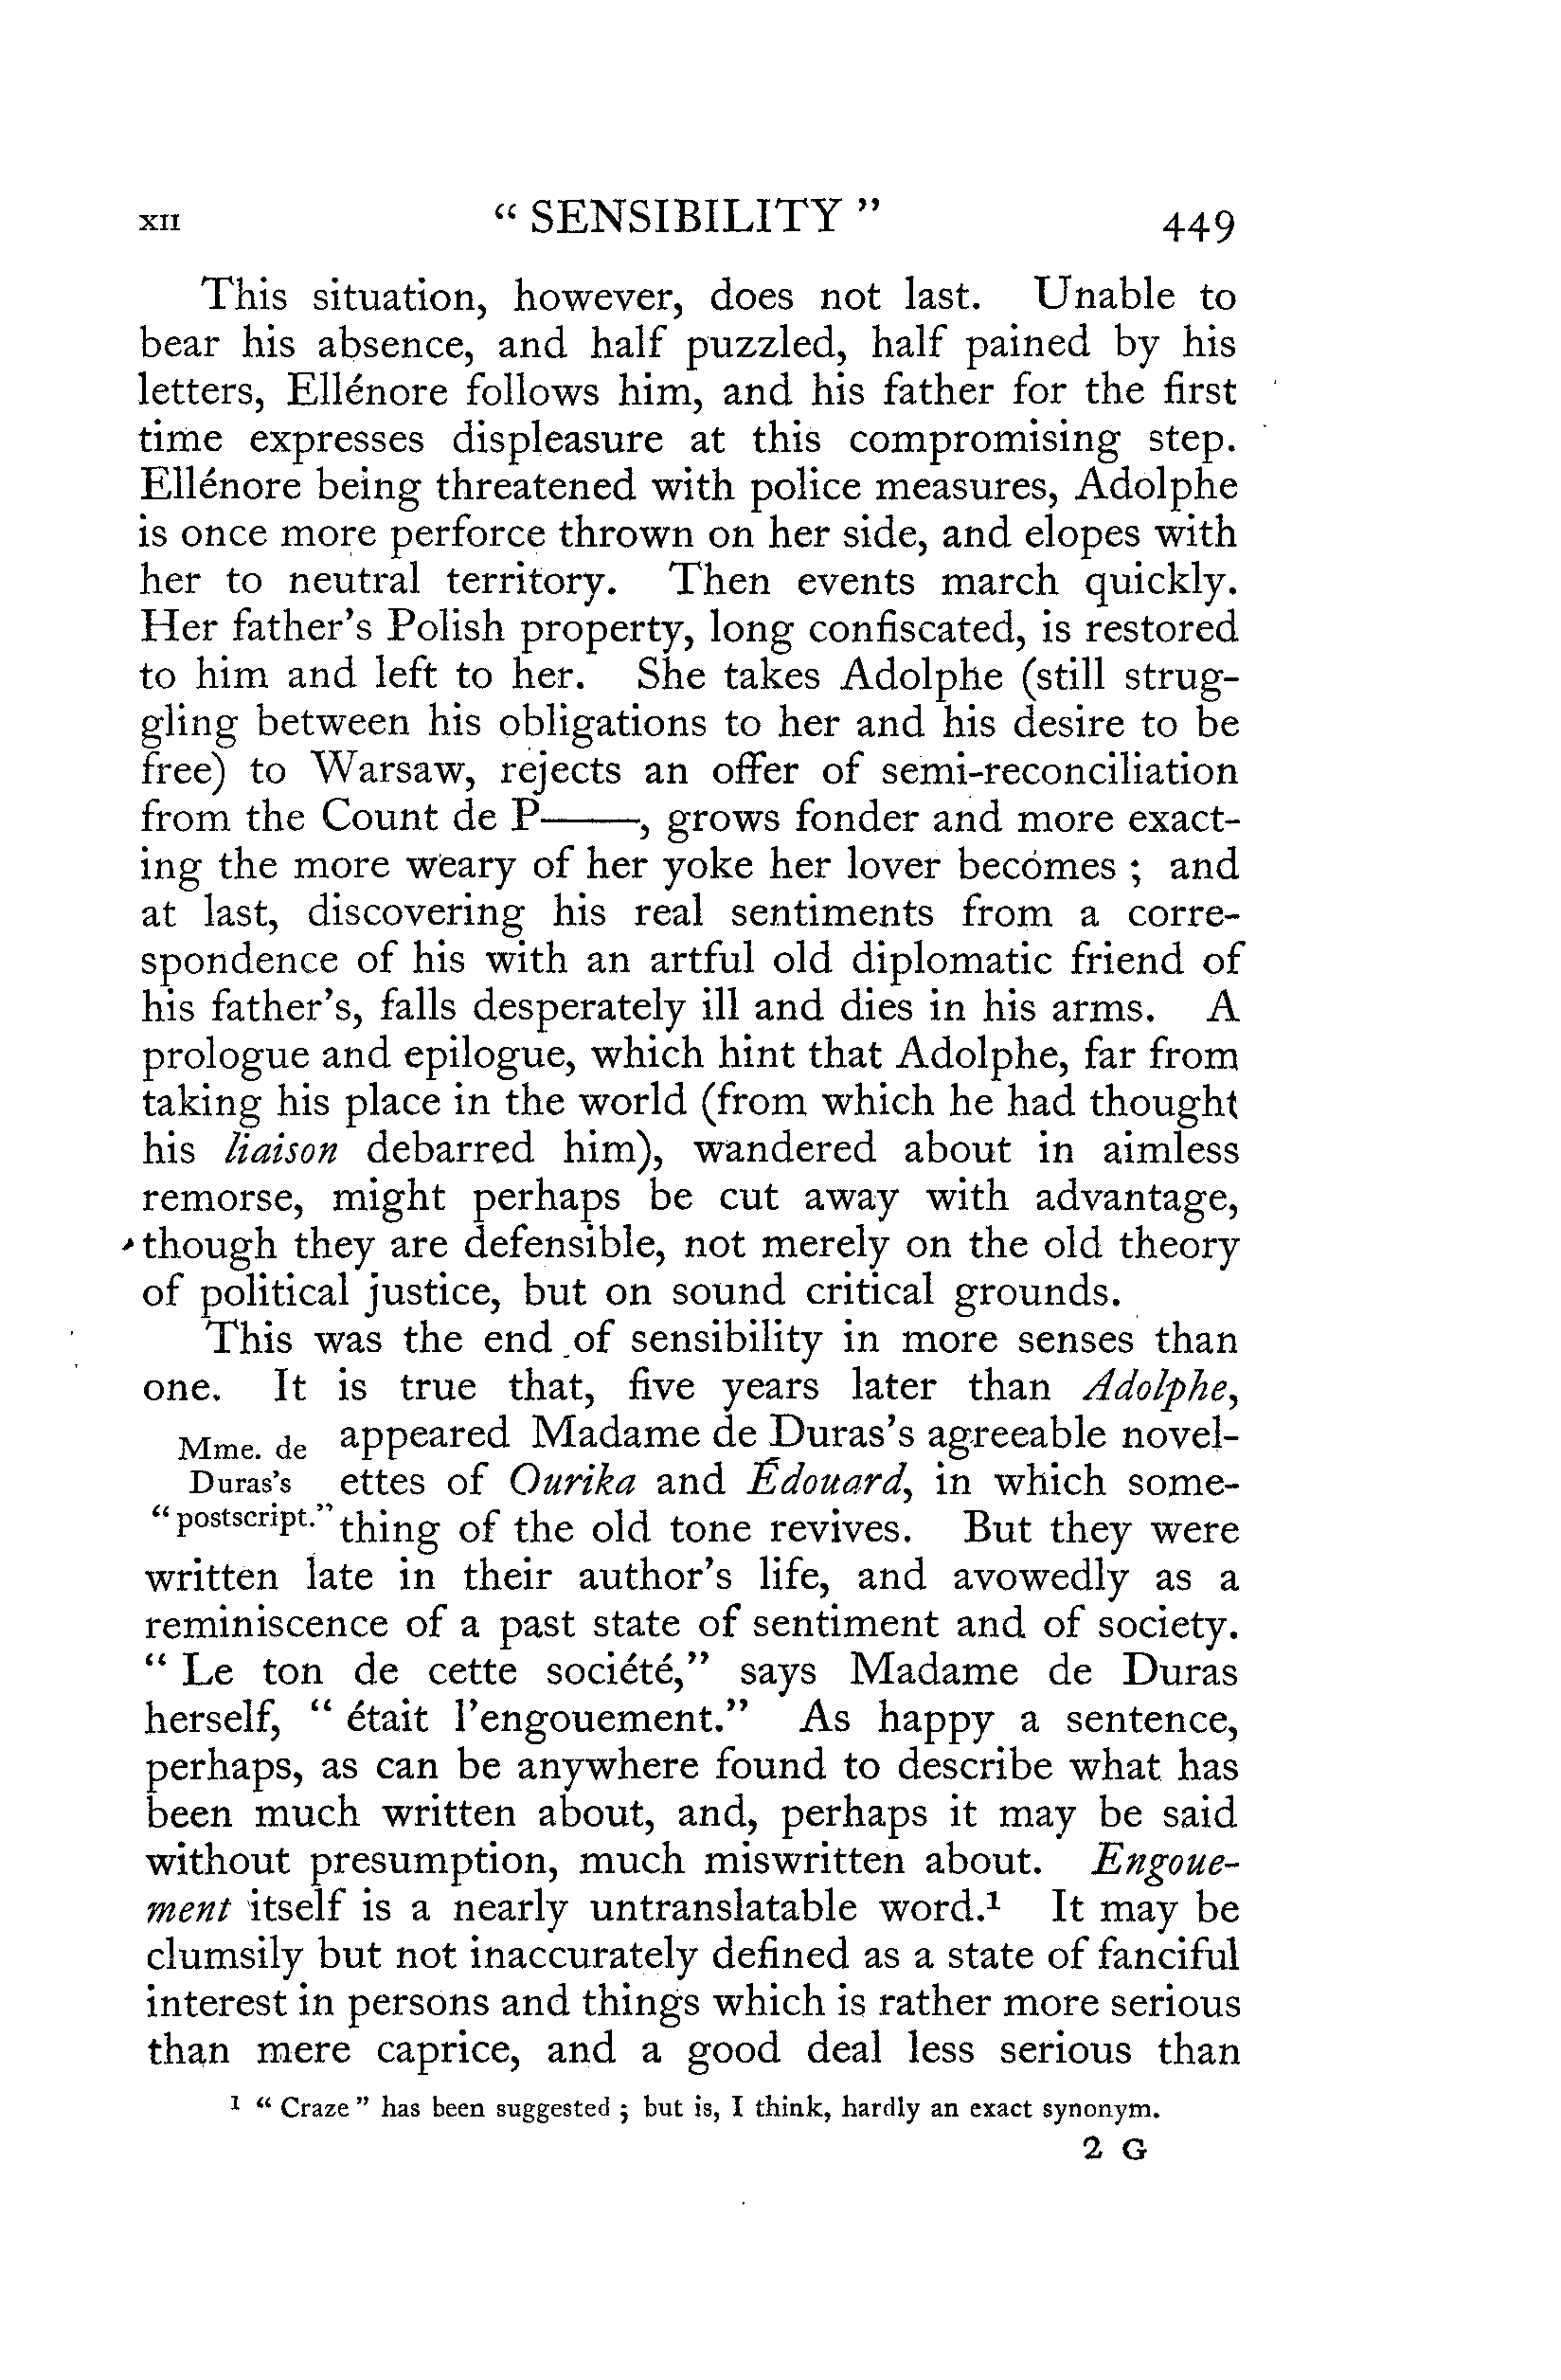 XII
“ SENSIBILITY ”
449
This situation, however, does not last. Unable to
bear his absence, and half puzzled, half pained by his
letters, Ellénore follows him, and his father for the first
time expresses displeasure at this compromising step.
Ellénore being threatened with police measures, Adolphe
is once more perforce thrown on her side, and elopes with
her to neutral territory. Then events march quickly.
Her father’s Polish property, long confiscated, is restored
to him and left to her. She takes Adolphe (still strug-
gling between his obligations to her and his desire to be
free) to Warsaw, rejects an offer of semi-reconciliation
from the Count de P——, grows fonder and more exact-
ing the more weary of her yoke her lover becomes ; and
at last, discovering his real sentiments from a corre-
spondence of his with an artful old diplomatic friend of
his father’s, falls desperately ill and dies in his arms. A
prologue and epilogue, which hint that Adolphe, far from
taking his place in the world (from which he had thought
his liaison debarred him), wandered about in aimless
remorse, might perhaps be cut away with advantage,
though they are defensible, not merely on the old theory
of political justice, but on sound critical grounds.
This was the end of sensibility in more senses than
one. It is true that, five years later than Adolphe,
Mme. de
Duras’s
“postscript.”
appeared Madame de Duras’s agreeable novel-
ettes of Ourika and Édouard, in which some-
thing of the old tone revives. But they were
written late in their author’s life, and avowedly as a
reminiscence of a past state of sentiment and of society.
“ Le ton de cette société,” says Madame de Duras
herself, “ était l’engouement.” As happy a sentence,
perhaps, as can be anywhere found to describe what has
been much written about, and, perhaps it may be said
without presumption, much miswritten about. Engoue-
ment itself is a nearly untranslatable word.¹ It may be
clumsily but not inaccurately defined as a state of fanciful
interest in persons and things which is rather more serious
than mere caprice, and a good deal less serious than
¹ “ Craze ” has been suggested ; but is, I think, hardly an exact synonym.
2 G